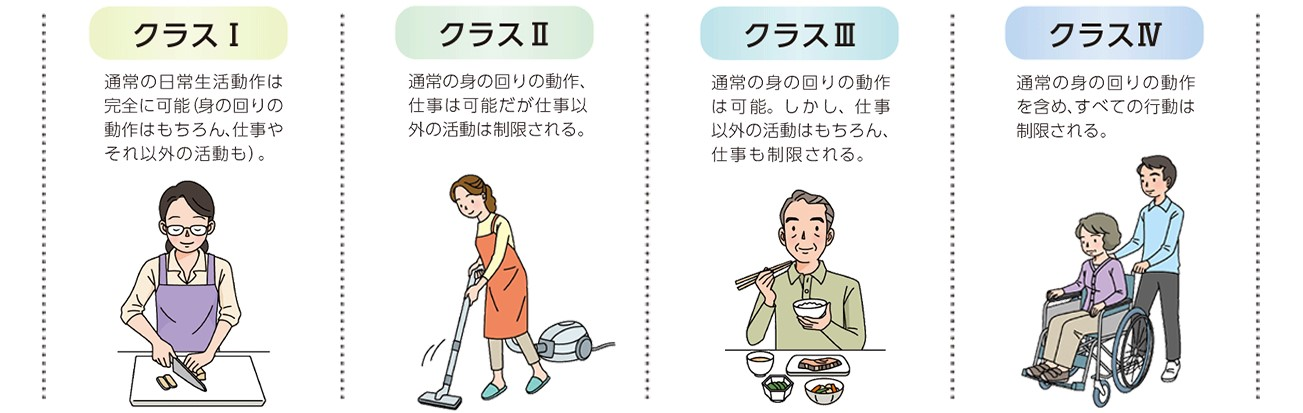 クラスⅠ
通常の日常生活動作は
完全に可能(身の回りの
動作はもちろん、仕事や
それ以外の活動も)。
クラスⅡ
通常の身の回りの動作、
仕事は可能だが仕事以
外の活動は制限される。
クラスⅢ
通常の身の回りの動作
は可能。しかし、仕事
以外の活動はもちろん、
仕事も制限される。
クラスⅣ
通常の身の回りの動作
を含め、すべての行動は
制限される。